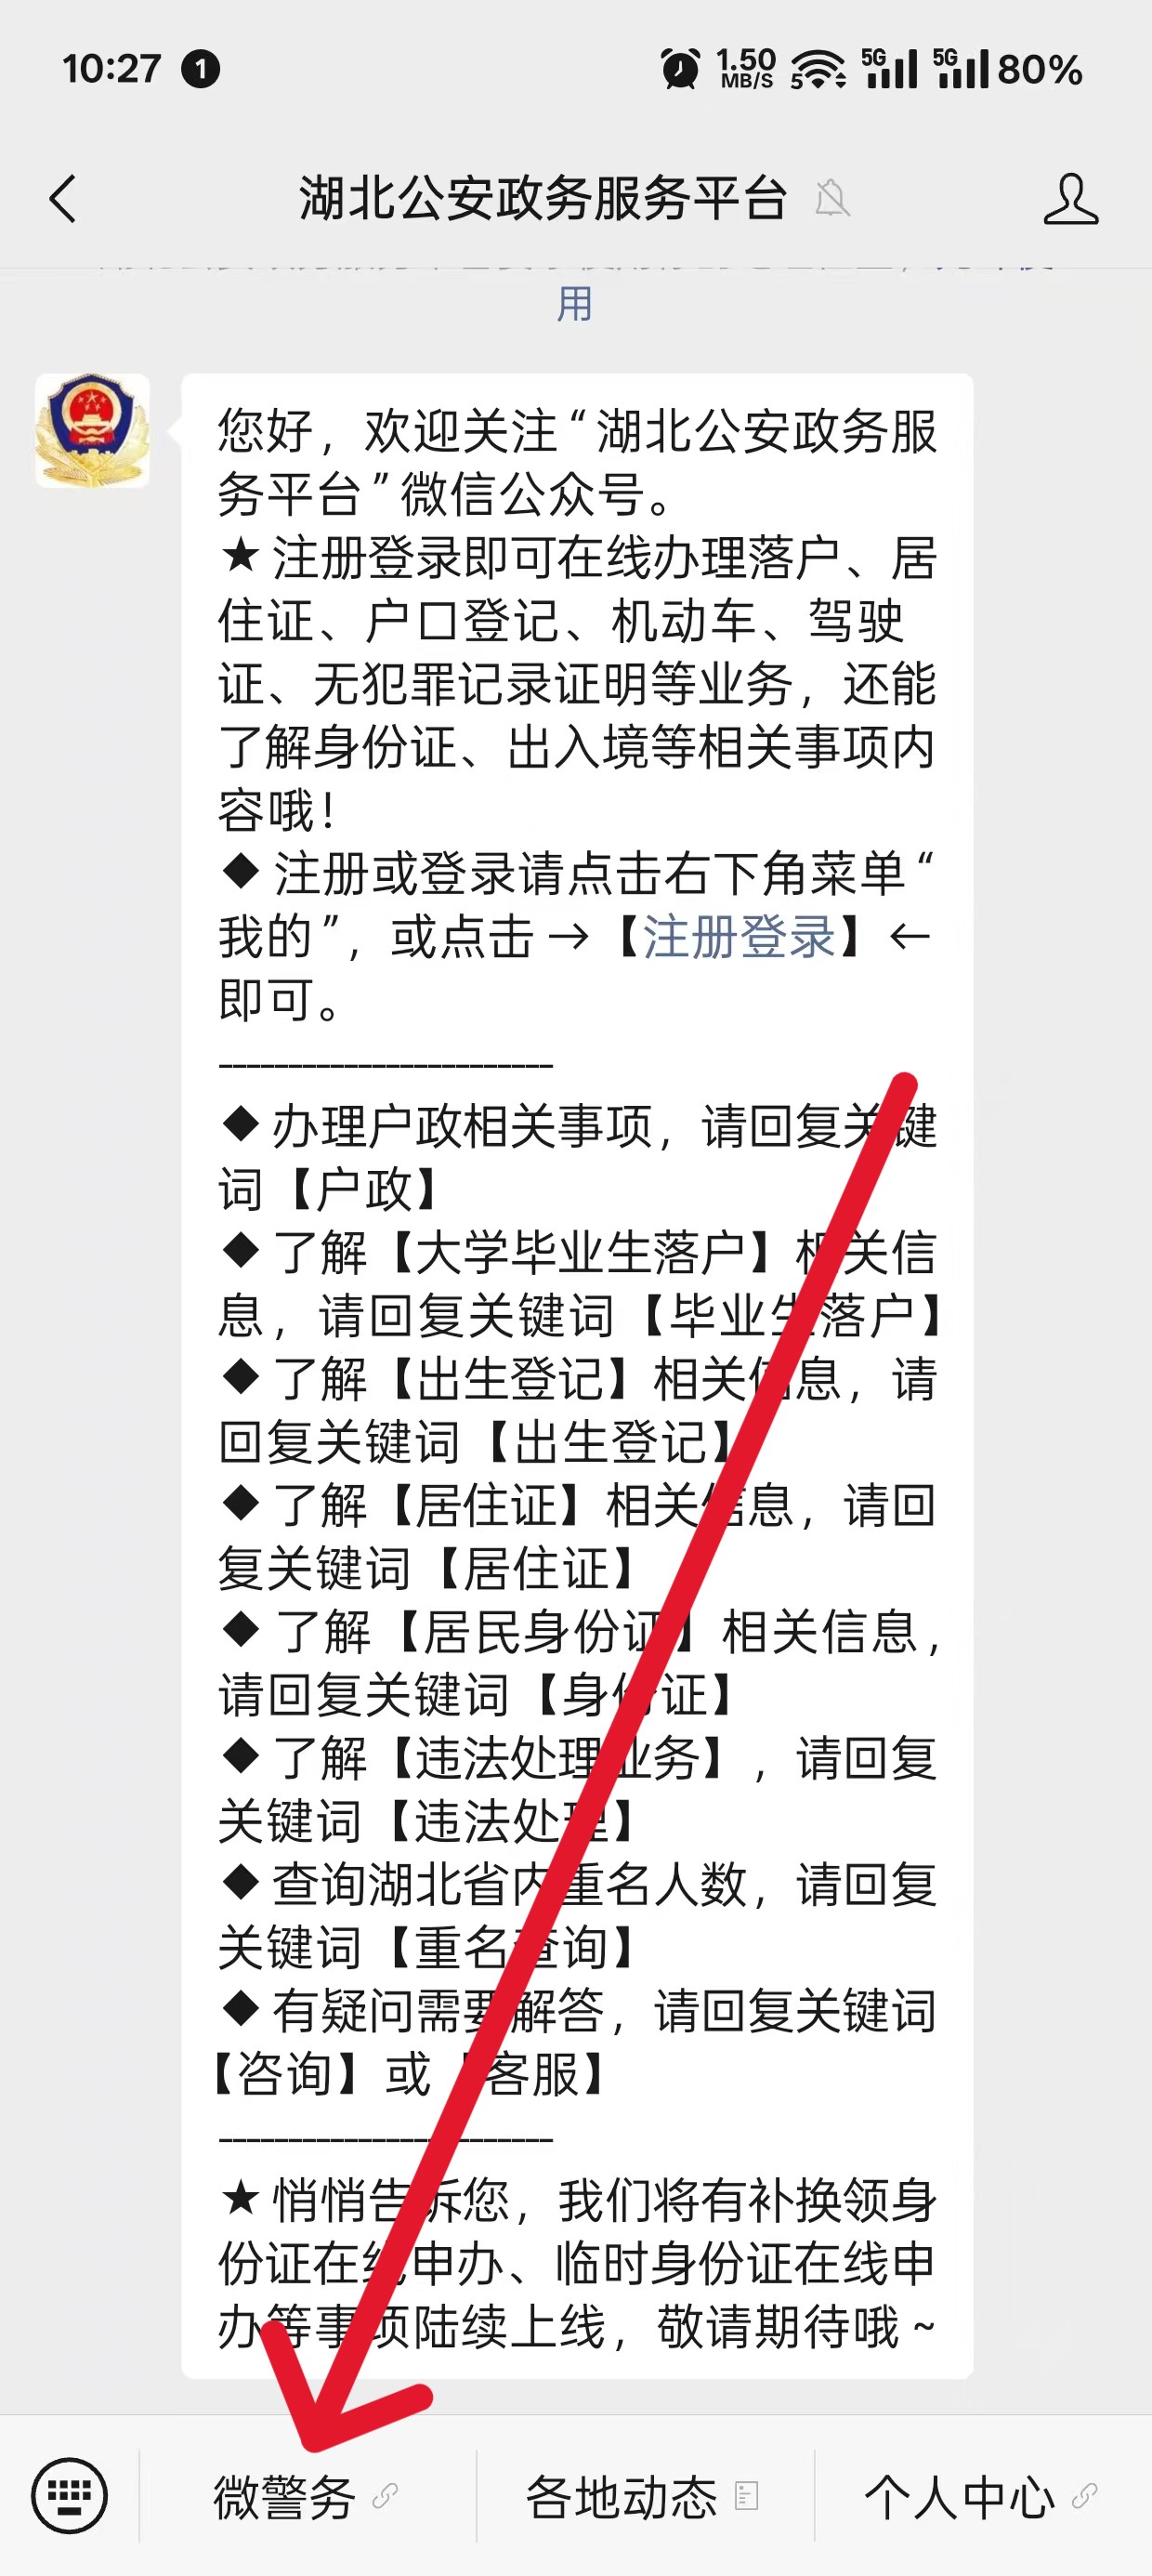 10:27 1 1.50 MB/S 5 5G 5G 80%
湖北公安政务服务平台
用
您好，欢迎关注“湖北公安政务服
务平台”微信公众号。
★注册登录即可在线办理落户、居
住证、户口登记、机动车、驾驶
证、无犯罪记录证明等业务，还能
了解身份证、出入境等相关事项内
容哦！
◆注册或登录请点击右下角菜单“
我的”，或点击→【注册登录】←
即可。
------------------------
◆办理户政相关事项，请回复关键
词【户政】
◆了解【大学毕业生落户】相关信
息，请回复关键词【毕业生落户】
◆了解【出生登记】相关信息，请
回复关键词【出生登记】
◆了解【居住证】相关信息，请回
复关键词【居住证】
◆了解【居民身份证】相关信息，
请回复关键词【身份证】
◆了解【违法处理业务】，请回复
关键词【违法处理】
◆查询湖北省内重名人数，请回复
关键词【重名查询】
◆有疑问需要解答，请回复关键词
【咨询】或【客服】
------------------------
★悄悄告诉您，我们将有补换领身
份证在线申办、临时身份证在线申
办等事项陆续上线，敬请期待哦~
微警务 各地动态 个人中心